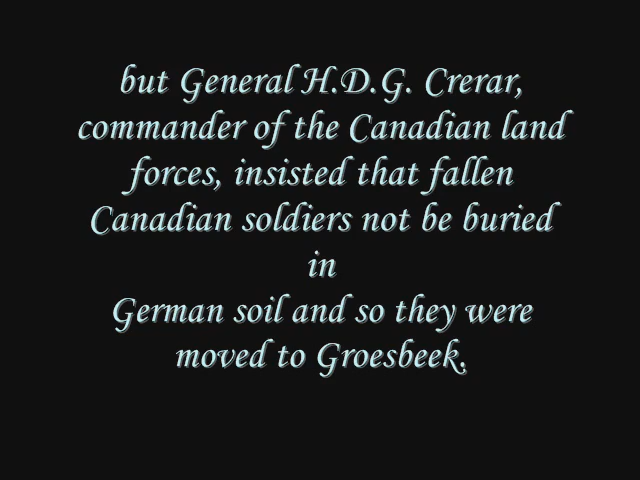 but General H.D.G. Crerar,
commander of the Canadian land
forces, insisted that fallen
Canadian soldiers not be buried
in
German soil and so they were
moved to Groesbeek.